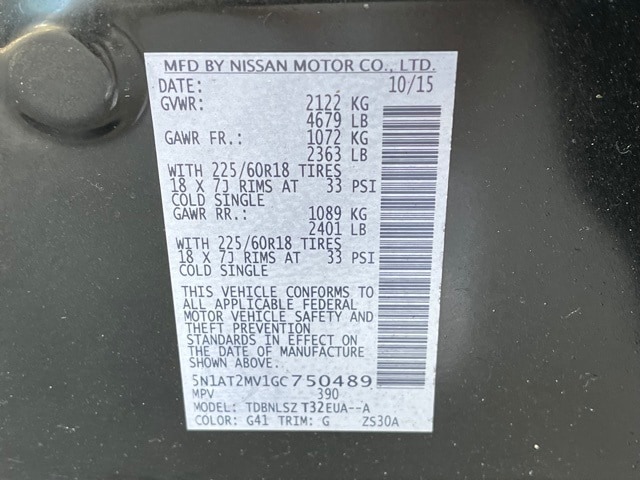 MFD BY NISSAN MOTOR CO., LTD.
DATE: 10/15
GVWR: 2122 KG
4679 LB
GAWR FR.: 1072 KG
2363 LB
WITH 225/60R18 TIRES
18 X 7J RIMS AT 33 PSI
COLD SINGLE
GAWR RR.: 1089 KG
2401 LB
WITH 225/60R18 TIRES
18 X 7J RIMS AT 33 PSI
COLD SINGLE
THIS VEHICLE CONFORMS TO
ALL APPLICABLE FEDERAL
MOTOR VEHICLE SAFETY AND
THEFT PREVENTION
STANDARDS IN EFFECT ON
THE DATE OF MANUFACTURE
SHOWN ABOVE.
5N1AT2MV1GC750489
MPV 390
MODEL: TDBNLSZ T32EUA--A
COLOR: G41 TRIM: G ZS30A